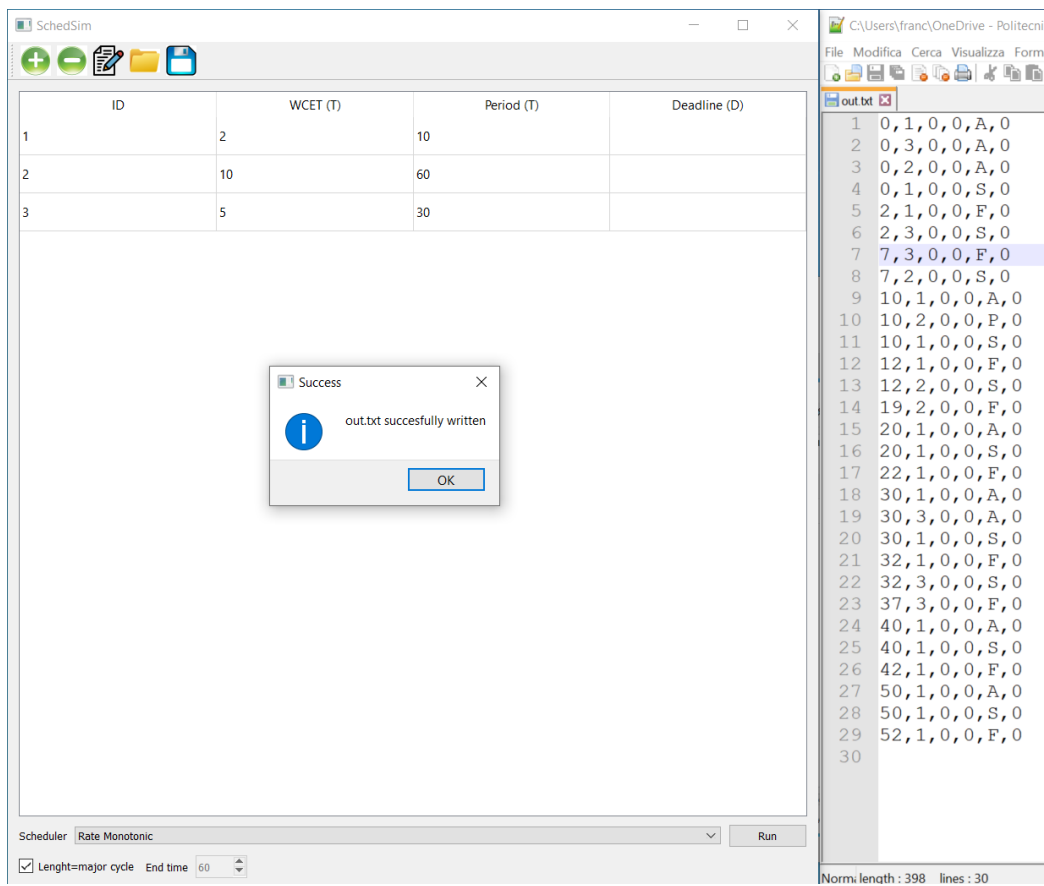 SchedSim
ID WCET (T) Period (T) Deadline (D)
1 2 10
2 10 60
3 5 30
Success
out.txt succesfully written
OK
Scheduler Rate Monotonic Run
Lenght=major cycle End time 60
C:\Users\franc\OneDrive - Politecni
File Modifica Cerca Visualizza Form
out.txt
1 0,1,0,0,A,0
2 0,3,0,0,A,0
3 0,2,0,0,A,0
4 0,1,0,0,S,0
5 2,1,0,0,F,0
6 2,3,0,0,S,0
7 7,3,0,0,F,0
8 7,2,0,0,S,0
9 10,1,0,0,A,0
10 10,2,0,0,P,0
11 10,1,0,0,S,0
12 12,1,0,0,F,0
13 12,2,0,0,S,0
14 19,2,0,0,F,0
15 20,1,0,0,A,0
16 20,1,0,0,S,0
17 22,1,0,0,F,0
18 30,1,0,0,A,0
19 30,3,0,0,A,0
20 30,1,0,0,S,0
21 32,1,0,0,F,0
22 32,3,0,0,S,0
23 37,3,0,0,F,0
24 40,1,0,0,A,0
25 40,1,0,0,S,0
26 42,1,0,0,F,0
27 50,1,0,0,A,0
28 50,1,0,0,S,0
29 52,1,0,0,F,0
30
Norma length : 398 lines : 30